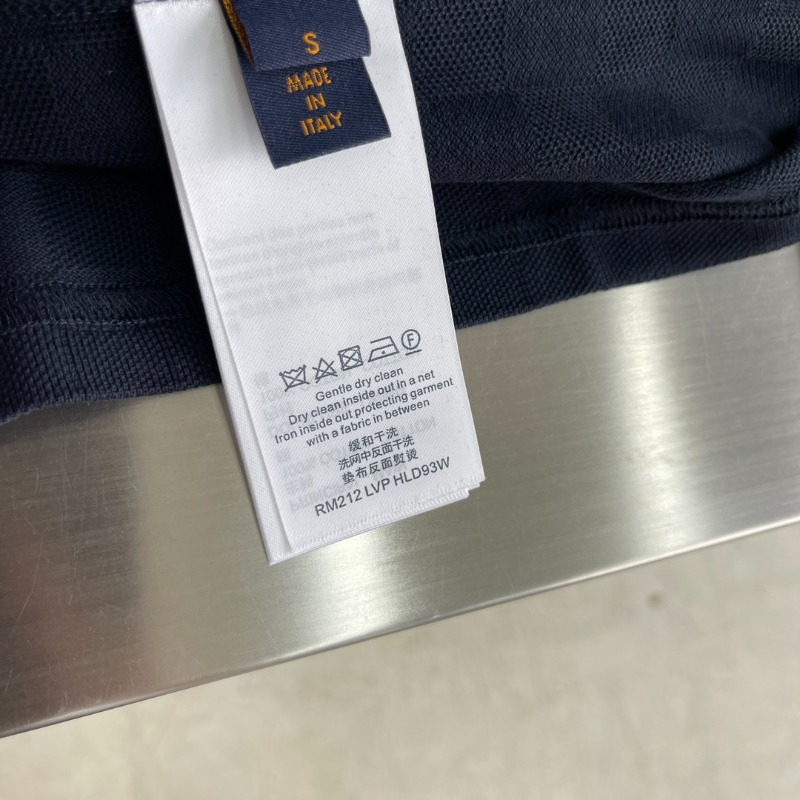 S
MADE
IN
ITALY
F
Gentle dry clean
Dry clean inside out in a net
Iron inside out protecting garment
with a fabric in between
缓和干洗
洗网中反面干洗
垫布反面熨烫
RM212 LVP HLD93W